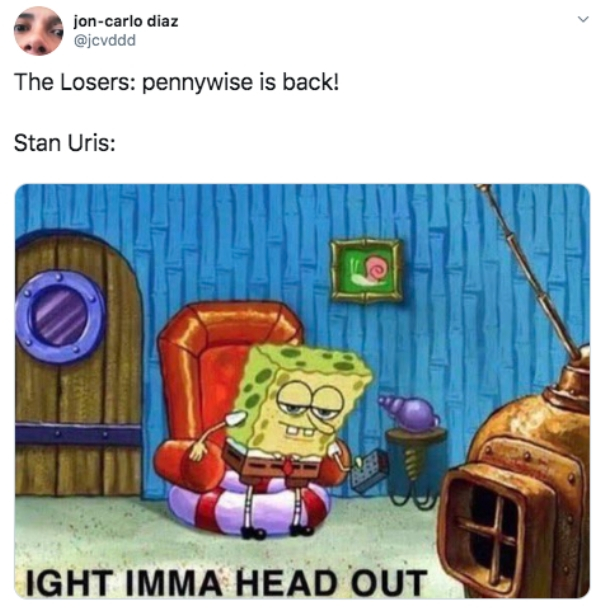 jon-carlo diaz
@jcvddd
The Losers: pennywise is back!
Stan Uris:
IGHT IMMA HEAD OUT